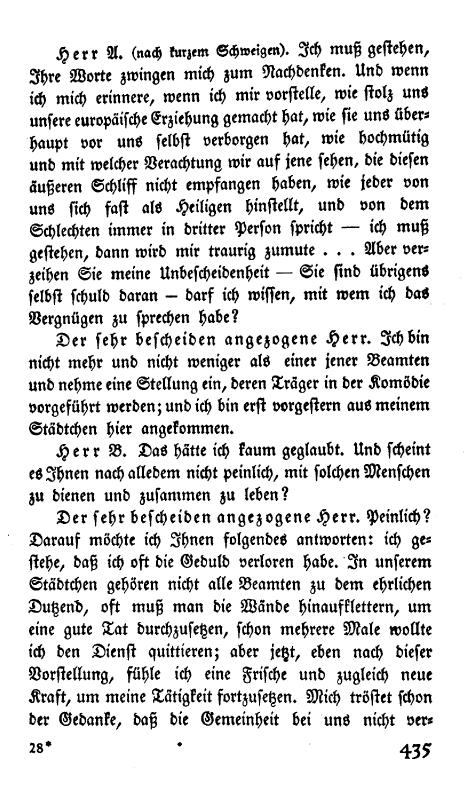 Herr A. (nach kurzem Schweigen). Ich muß gestehen,
Ihre Worte zwingen mich zum Nachdenken. Und wenn
ich mich erinnere, wenn ich mir vorstelle, wie stolz uns
unsere europäische Erziehung gemacht hat, wie sie uns über-
haupt vor uns selbst verborgen hat, wie hochmütig
und mit welcher Verachtung wir auf jene sehen, die diesen
äußeren Schliff nicht empfangen haben, wie jeder von
uns sich fast als Heiligen hinstellt, und von dem
Schlechten immer in dritter Person spricht — ich muß
gestehen, dann wird mir traurig zumute . . . Aber ver-
zeihen Sie meine Unbescheidenheit — Sie sind übrigens
selbst schuld daran — darf ich wissen, mit wem ich das
Vergnügen zu sprechen habe?
Der sehr bescheiden angezogene Herr. Ich bin
nicht mehr und nicht weniger als einer jener Beamten
und nehme eine Stellung ein, deren Träger in der Komödie
vorgeführt werden; und ich bin erst vorgestern aus meinem
Städtchen hier angekommen.
Herr B. Das hätte ich kaum geglaubt. Und scheint
es Ihnen nach alledem nicht peinlich, mit solchen Menschen
zu dienen und zusammen zu leben?
Der sehr bescheiden angezogene Herr. Peinlich?
Darauf möchte ich Ihnen folgendes antworten: ich ge-
stehe, daß ich oft die Geduld verloren habe. In unserem
Städtchen gehören nicht alle Beamten zu dem ehrlichen
Dutzend, oft muß man die Wände hinaufklettern, um
eine gute Tat durchzusetzen, schon mehrere Male wollte
ich den Dienst quittieren; aber jetzt, eben nach dieser
Vorstellung, fühle ich eine Frische und zugleich neue
Kraft, um meine Tätigkeit fortzusetzen. Mich tröstet schon
der Gedanke, daß die Gemeinheit bei uns nicht ver-
28* 435